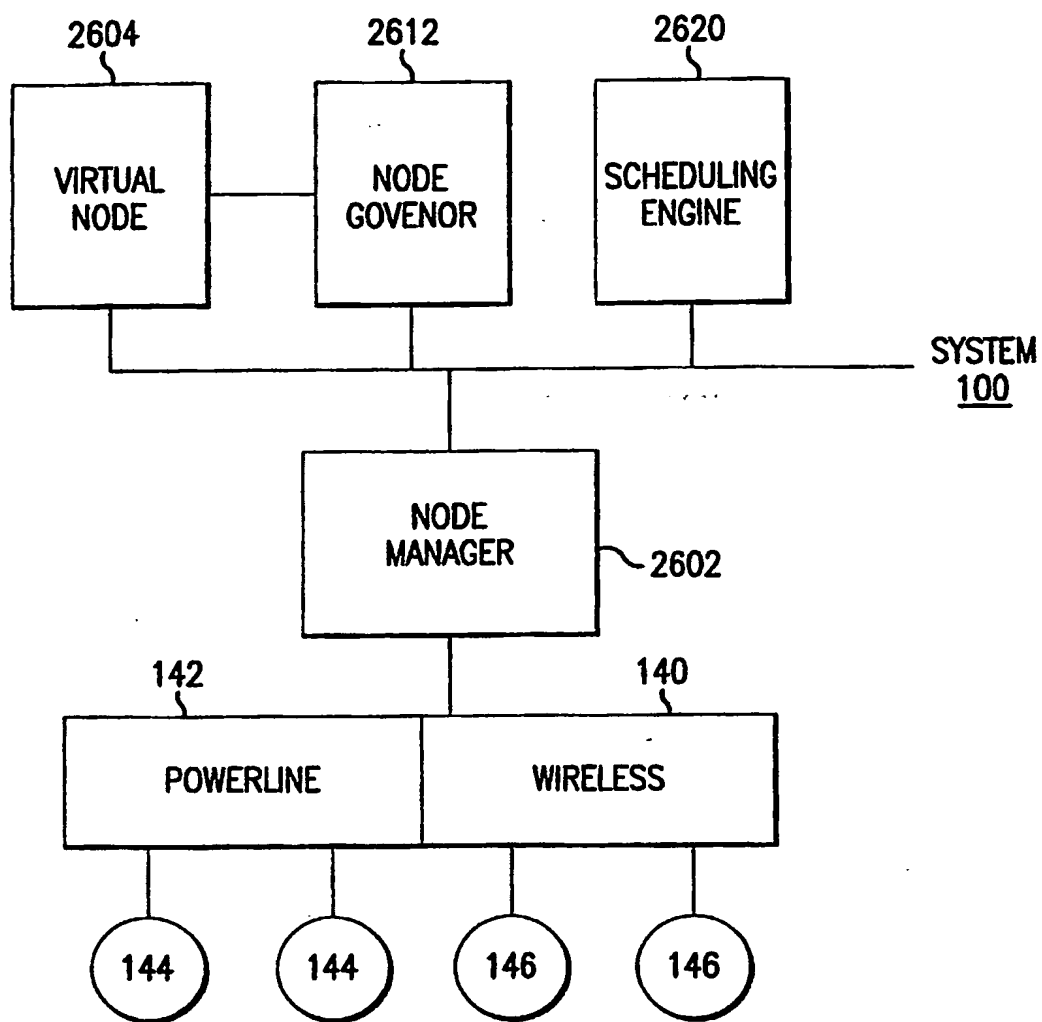 2604
2612
2620
VIRTUAL
NODE
NODE
GOVENOR
SCHEDULING
ENGINE
SYSTEM
100
NODE
MANAGER
2602
142
140
POWERLINE
WIRELESS
144
144
146
146